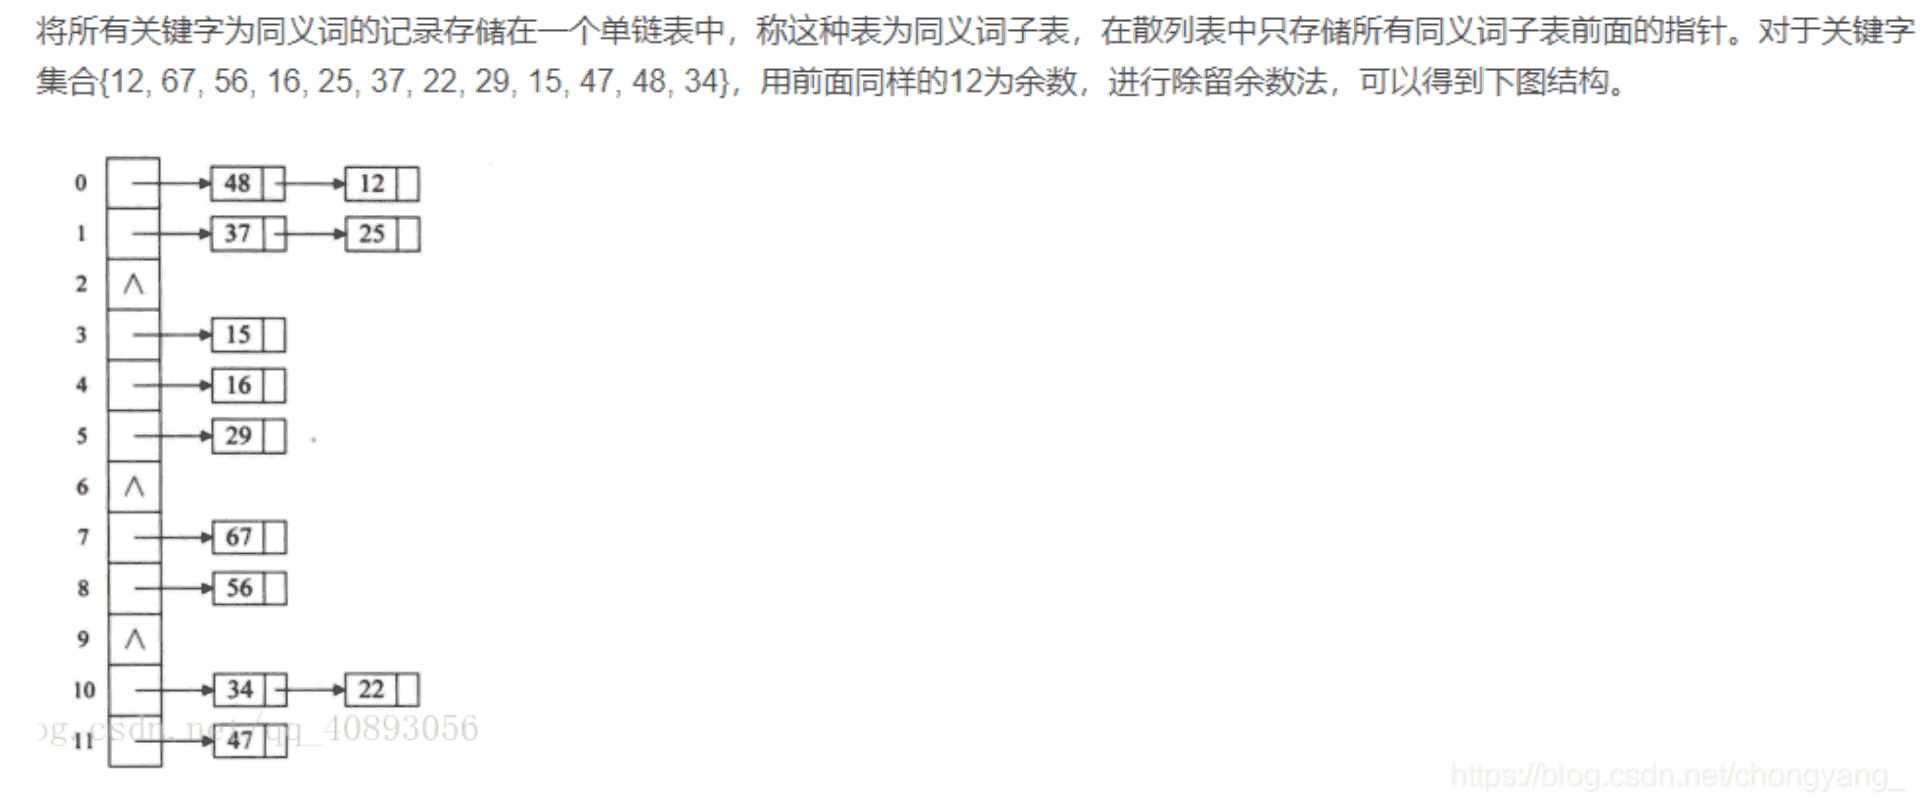 将所有关键字为同义词的记录存储在一个单链表中，称这种表为同义词子表，在散列表中只存储所有同义词子表前面的指针。对于关键字
集合{12, 67, 56, 16, 25, 37, 22, 29, 15, 47, 48, 34}，用前面同样的12为余数，进行除留余数法，可以得到下图结构。
0 48 12
1 37 25
2 ∧
3 15
4 16
5 29
6 ∧
7 67
8 56
9 ∧
10 34 22
og.csdn.net/qq_40893056
11 47
https://blog.csdn.net/chongyang_